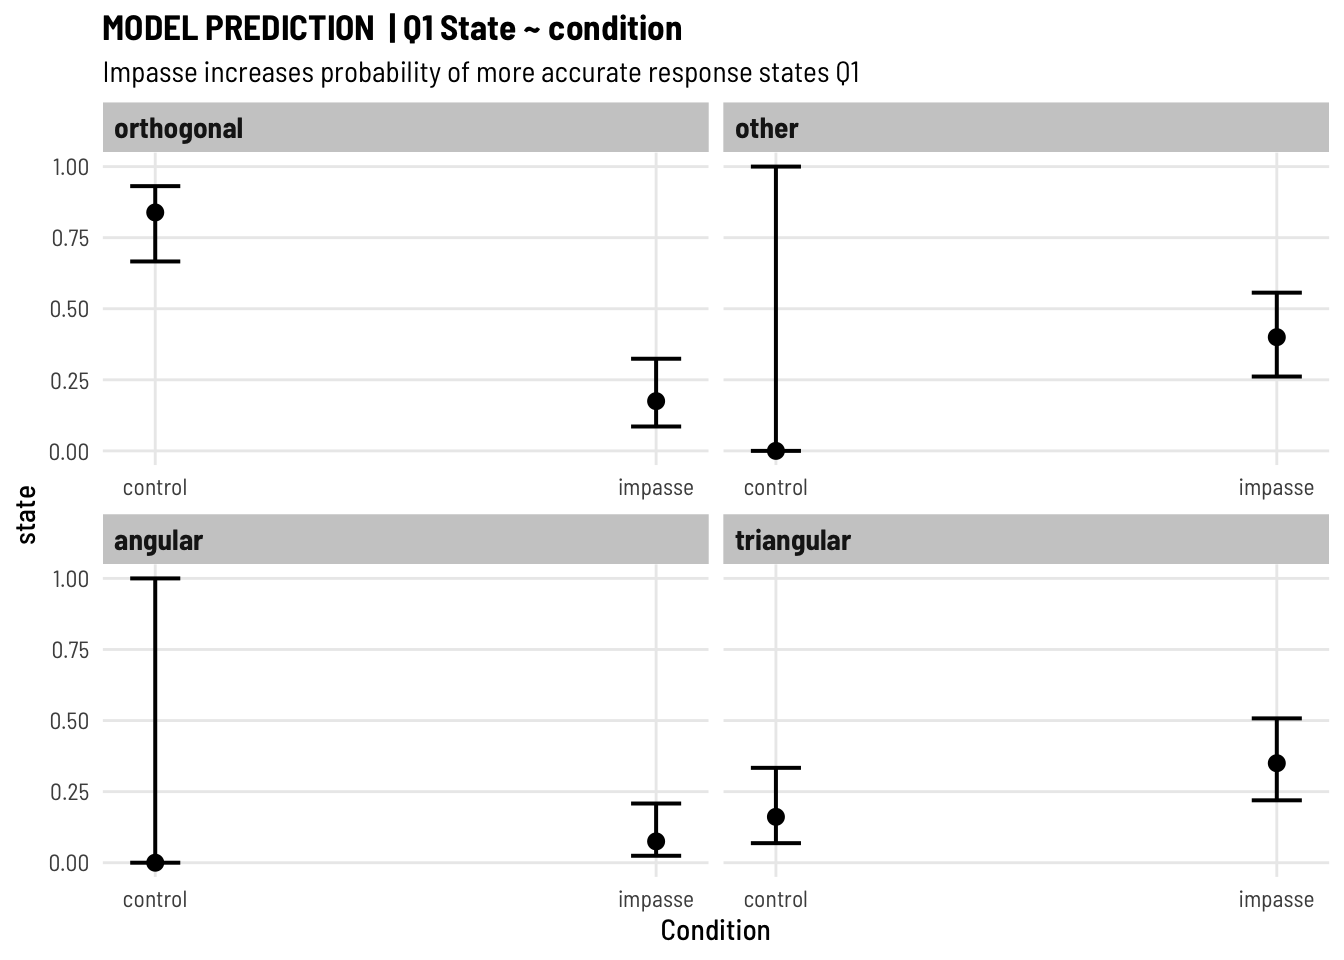 MODEL PREDICTION | Q1 State ~ condition
Impasse increases probability of more accurate response states Q1
orthogonal
other
1.00
0.75
0.50
0.25
0.00
control
impasse
control
impasse
state
angular
triangular
1.00
0.75
0.50
0.25
0.00
control
impasse
control
impasse
Condition